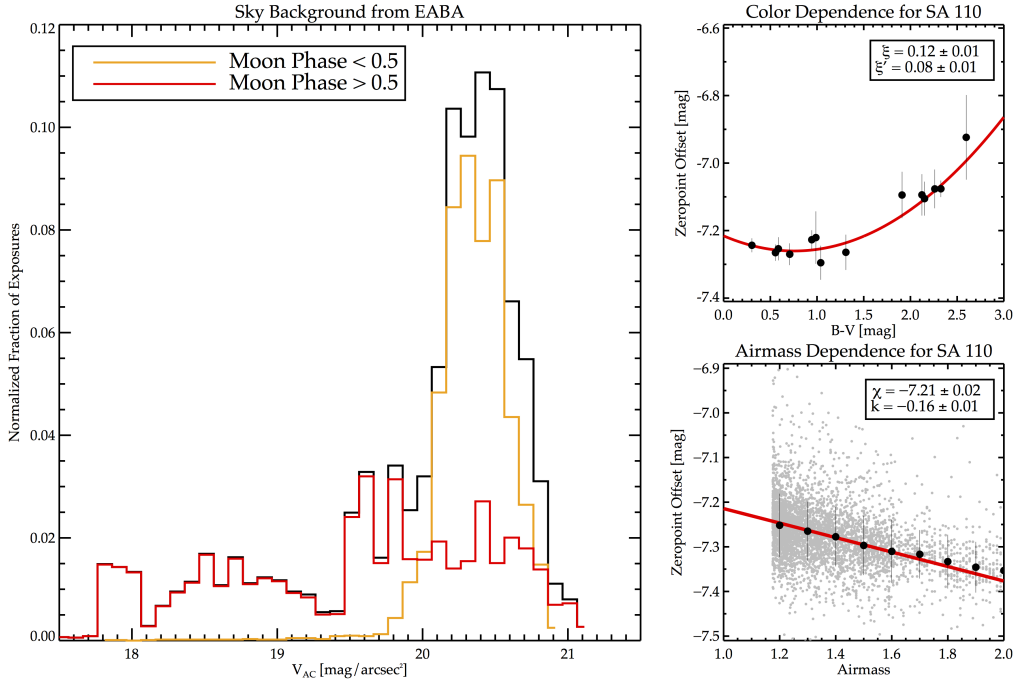 Sky Background from EABA
Moon Phase < 0.5
Moon Phase > 0.5
Normalized Fraction of Exposures
0.12
0.10
0.08
0.06
0.04
0.02
0.00
18
19
20
21
V_AC [mag/arcsec²]
Color Dependence for SA 110
ξ = 0.12 ± 0.01
ξ′ = 0.08 ± 0.01
Zeropoint Offset [mag]
-6.6
-6.8
-7.0
-7.2
-7.4
0.0 0.5 1.0 1.5 2.0 2.5 3.0
B-V [mag]
Airmass Dependence for SA 110
χ = −7.21 ± 0.02
k = −0.16 ± 0.01
Zeropoint Offset [mag]
-6.9
-7.0
-7.1
-7.2
-7.3
-7.4
-7.5
1.0 1.2 1.4 1.6 1.8 2.0
Airmass